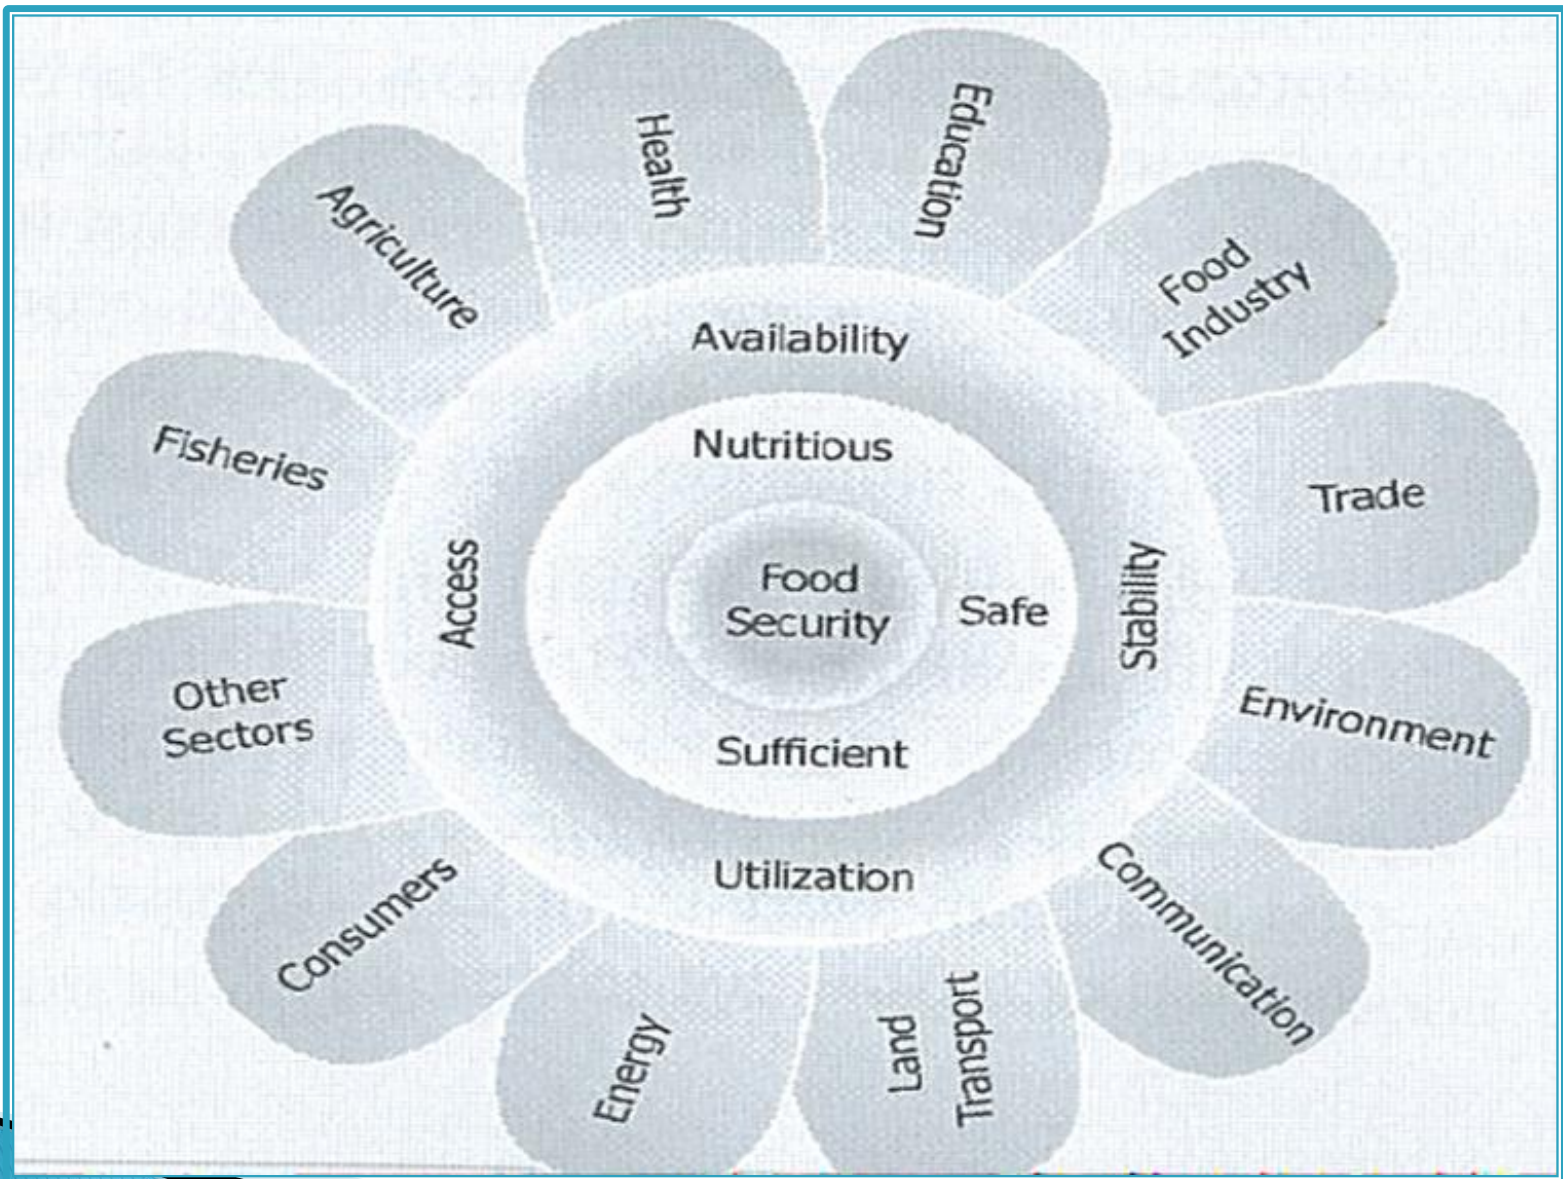 Health
Education
Agriculture
Food
Industry
Availability
Fisheries
Nutritious
Trade
Access
Food
Security
Safe
Stability
Other
Sectors
Environment
Sufficient
Consumers
Utilization
Communication
Energy
Land
Transport